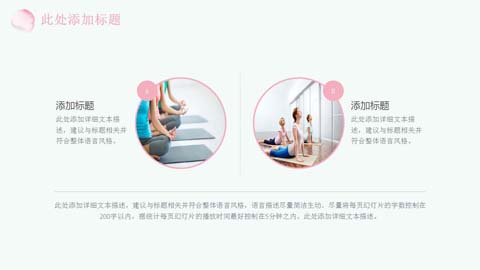 此处添加标题
A
添加标题
此处添加详细文本描
述，建议与标题相关并
符合整体语言风格。
B
添加标题
此处添加详细文本描
述，建议与标题相关并
符合整体语言风格。
此处添加详细文本描述，建议与标题相关并符合整体语言风格，语言描述尽量简洁生动。尽量将每页幻灯片的字数控制在
200字以内，据统计每页幻灯片的播放时间最好控制在5分钟之内。此处添加详细文本描述。